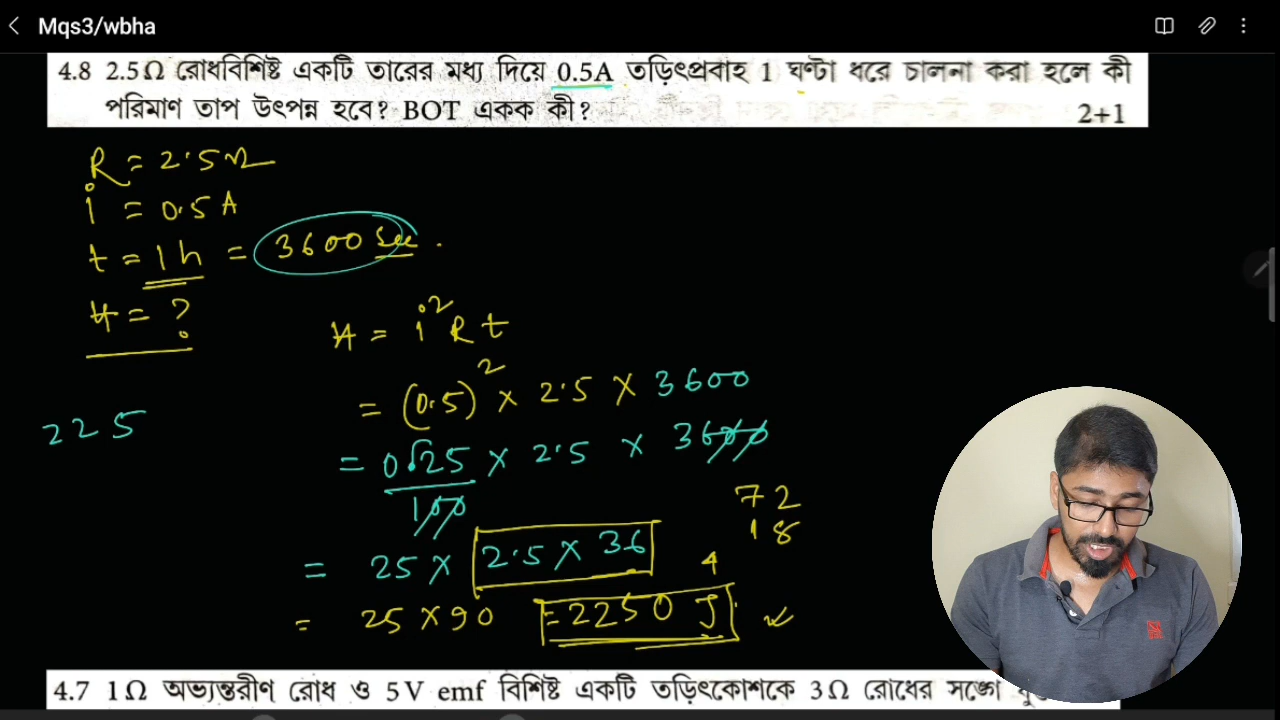 Mqs3/wbha
4.8 2.5Ω রোধবিশিষ্ট একটি তারের মধ্য দিয়ে 0.5A তড়িৎপ্রবাহ 1 ঘণ্টা ধরে চালনা করা হলে কী
পরিমাণ তাপ উৎপন্ন হবে? BOT একক কী? 2+1
R = 2.5Ω
i = 0.5 A
t = 1h = 3600 Sec.
H = ?
H = i² R t
= (0.5)² × 2.5 × 3600
225
= 0.25 × 2.5 × 3600
100
72
18
= 25 × 2.5 × 36
4
= 25 × 90 = 2250 J
4.7 1Ω অভ্যন্তরীণ রোধ ও 5V emf বিশিষ্ট একটি তড়িৎকোশকে 3Ω রোধের সঙ্গে